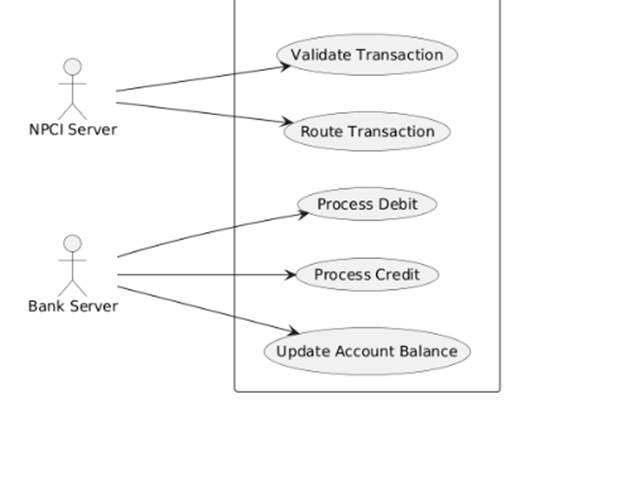 Validate Transaction
NPCI Server
Route Transaction
Process Debit
Process Credit
Bank Server
Update Account Balance